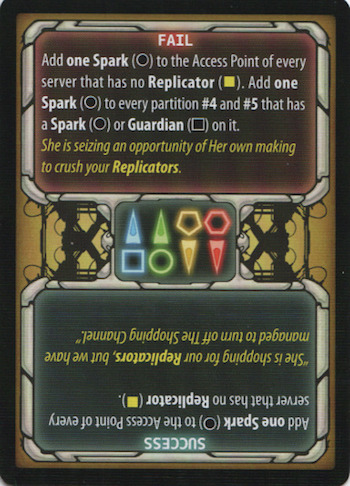 FAIL
Add one Spark (○) to the Access Point of every
server that has no Replicator (■). Add one
Spark (○) to every partition #4 and #5 that has
a Spark (○) or Guardian (□) on it.
She is seizing an opportunity of Her own making
to crush your Replicators.
SUCCESS
Add one Spark (○) to the Access Point of every
server that has no Replicator (■).
"She is shopping for our Replicators, but we have
managed to turn to The Shopping Channel."